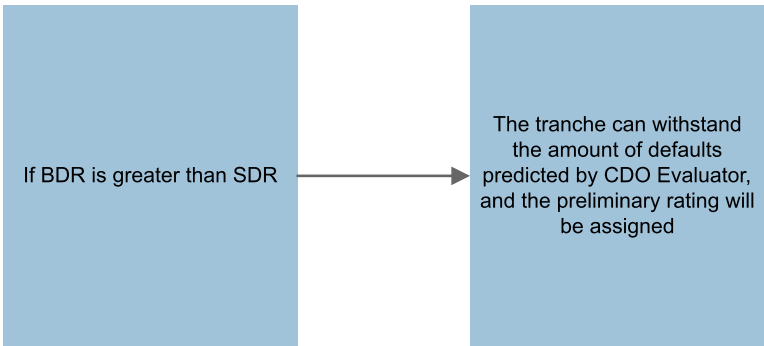 If BDR is greater than SDR
The tranche can withstand
the amount of defaults
predicted by CDO Evaluator,
and the preliminary rating will
be assigned